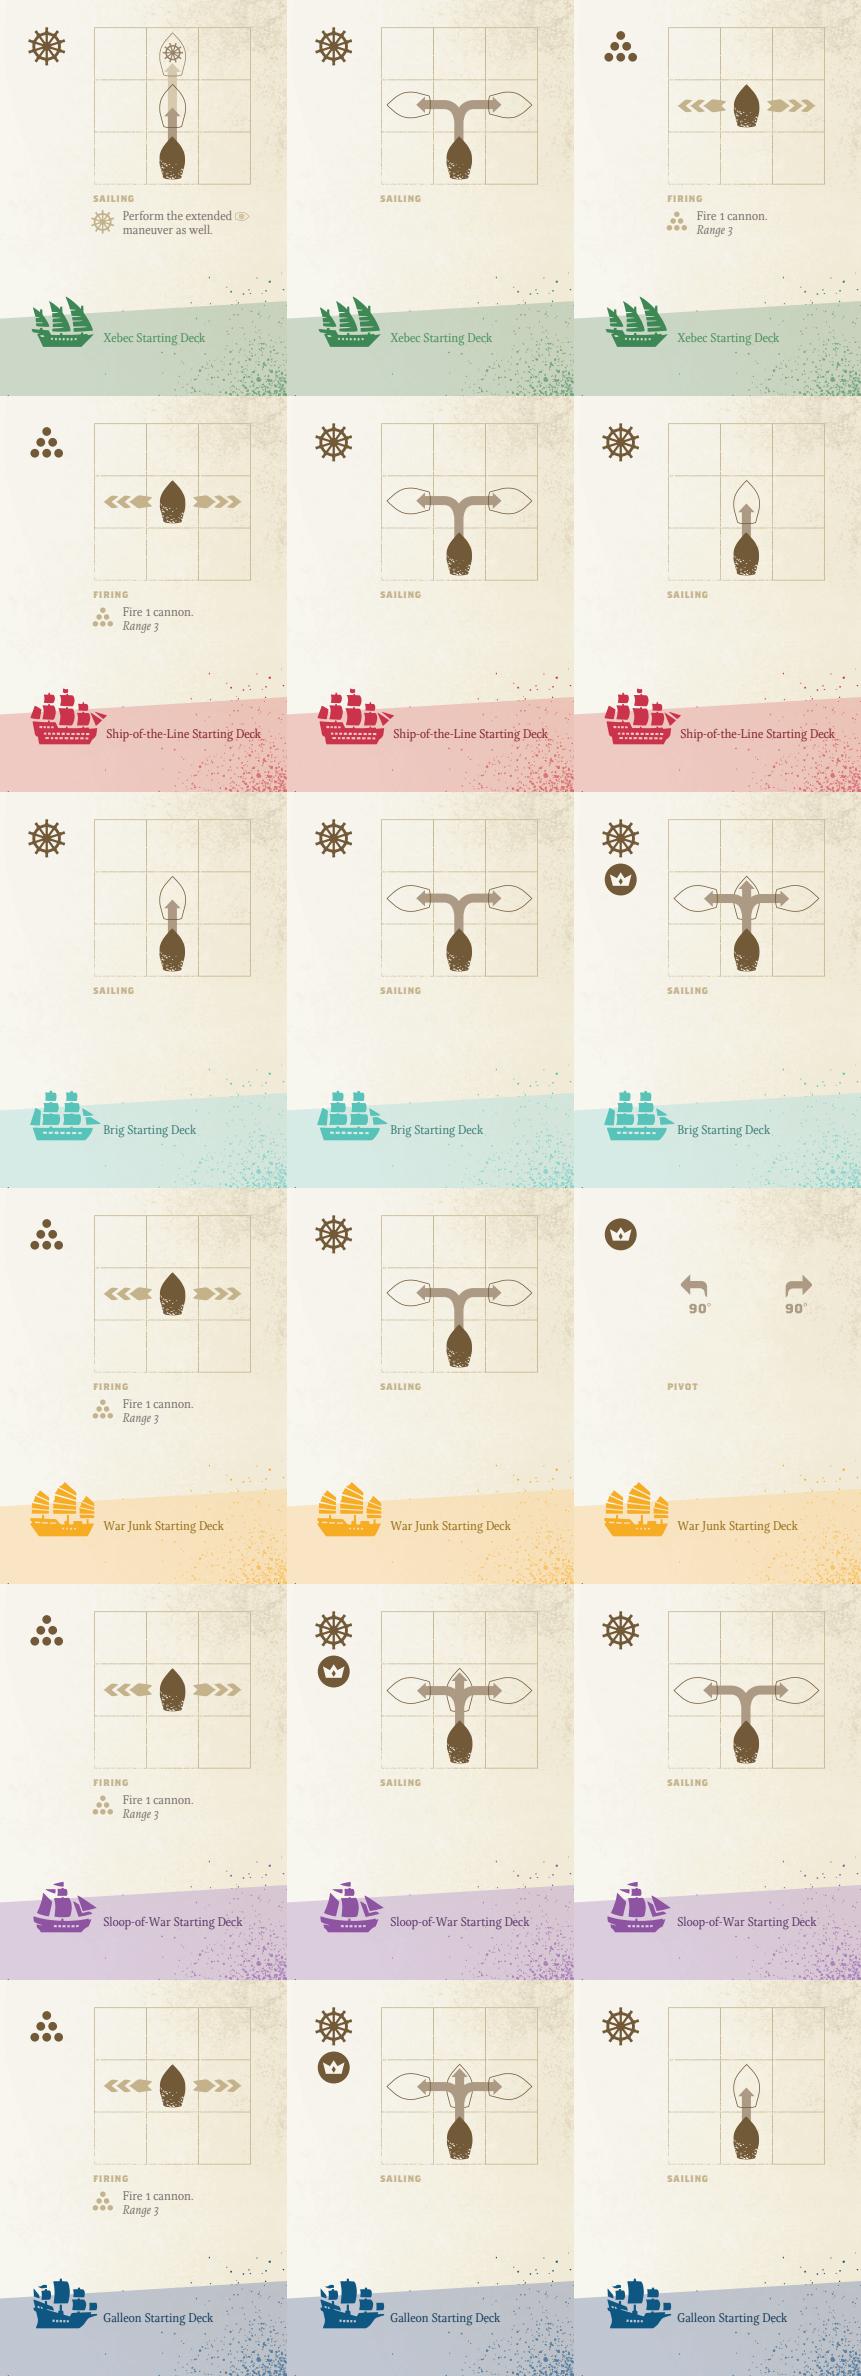 SAILING
Perform the extended
maneuver as well.
Xebec Starting Deck
SAILING
Xebec Starting Deck
FIRING
Fire 1 cannon.
Range 3
Xebec Starting Deck
FIRING
Fire 1 cannon.
Range 3
Ship-of-the-Line Starting Deck
SAILING
Ship-of-the-Line Starting Deck
SAILING
Ship-of-the-Line Starting Deck
SAILING
Brig Starting Deck
SAILING
Brig Starting Deck
SAILING
Brig Starting Deck
FIRING
Fire 1 cannon.
Range 3
War Junk Starting Deck
SAILING
War Junk Starting Deck
90° 90°
PIVOT
War Junk Starting Deck
FIRING
Fire 1 cannon.
Range 3
Sloop-of-War Starting Deck
SAILING
Sloop-of-War Starting Deck
SAILING
Sloop-of-War Starting Deck
FIRING
Fire 1 cannon.
Range 3
Galleon Starting Deck
SAILING
Galleon Starting Deck
SAILING
Galleon Starting Deck